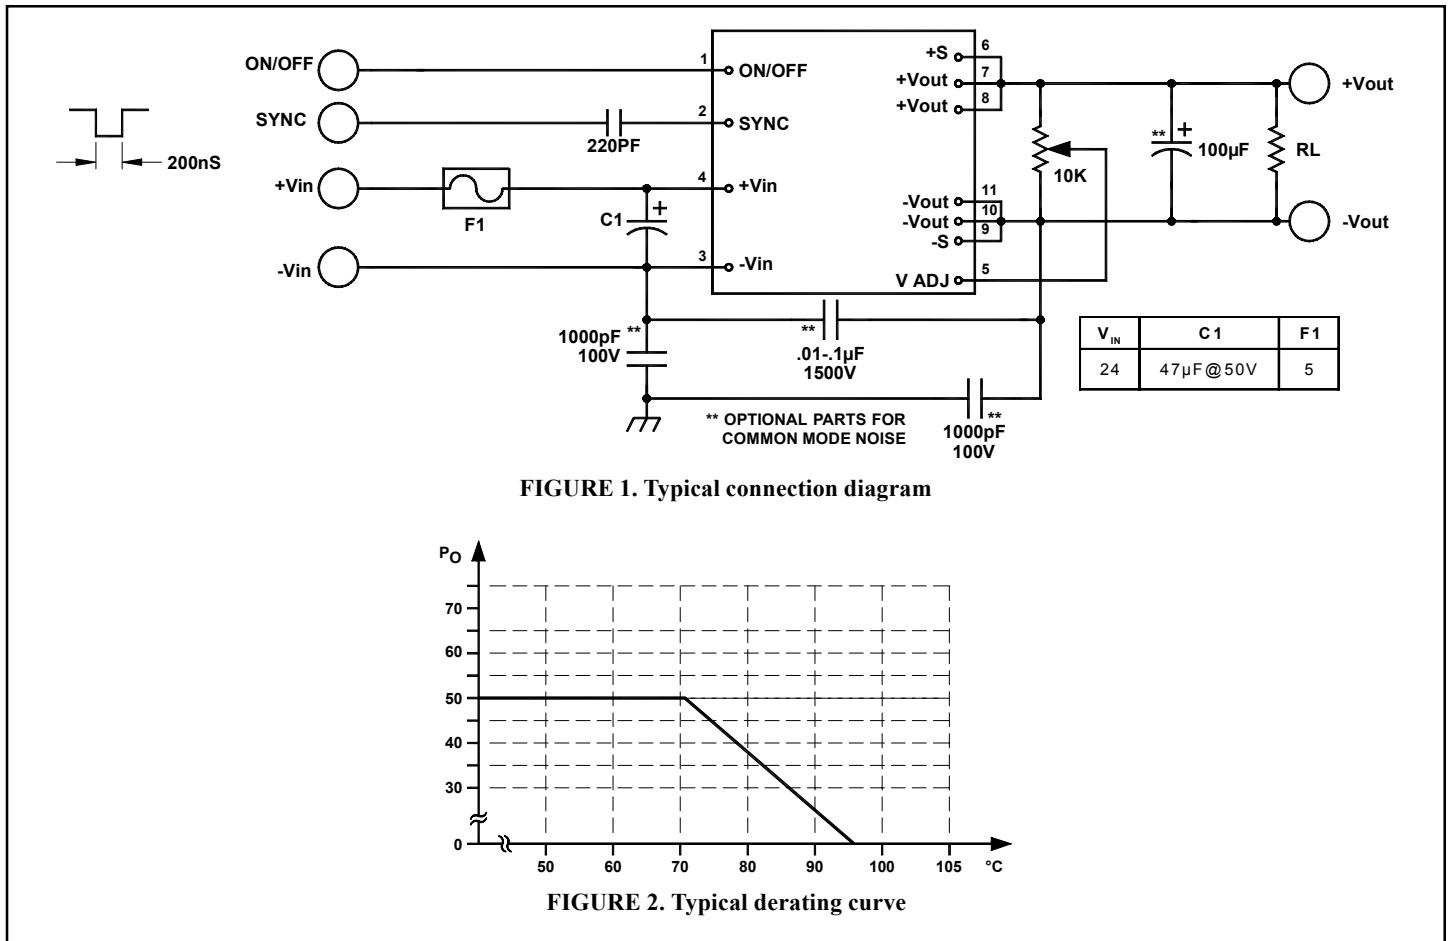 ON/OFF
SYNC
200nS
+Vin
-Vin
F1
220PF
C1
+
1
2
4
3
ON/OFF
SYNC
+Vin
-Vin
+S
+Vout
+Vout
-Vout
-Vout
-S
V ADJ
6
7
8
11
10
9
5
10K
** +
100µF
RL
+Vout
-Vout
1000pF **
100V
**
.01-.1µF
1500V
** OPTIONAL PARTS FOR
COMMON MODE NOISE
**
1000pF
100V
VIN C1 F1
24 47µF@50V 5
FIGURE 1. Typical connection diagram
PO
70
60
50
40
30
0
50 60 70 80 90 100 105 °C
FIGURE 2. Typical derating curve